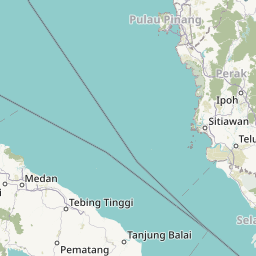 Pulau Pinang
Perak
Ipoh
Sitiawan
Telu
Medan
Tebing Tinggi
Sela
Tanjung Balai
Pematang